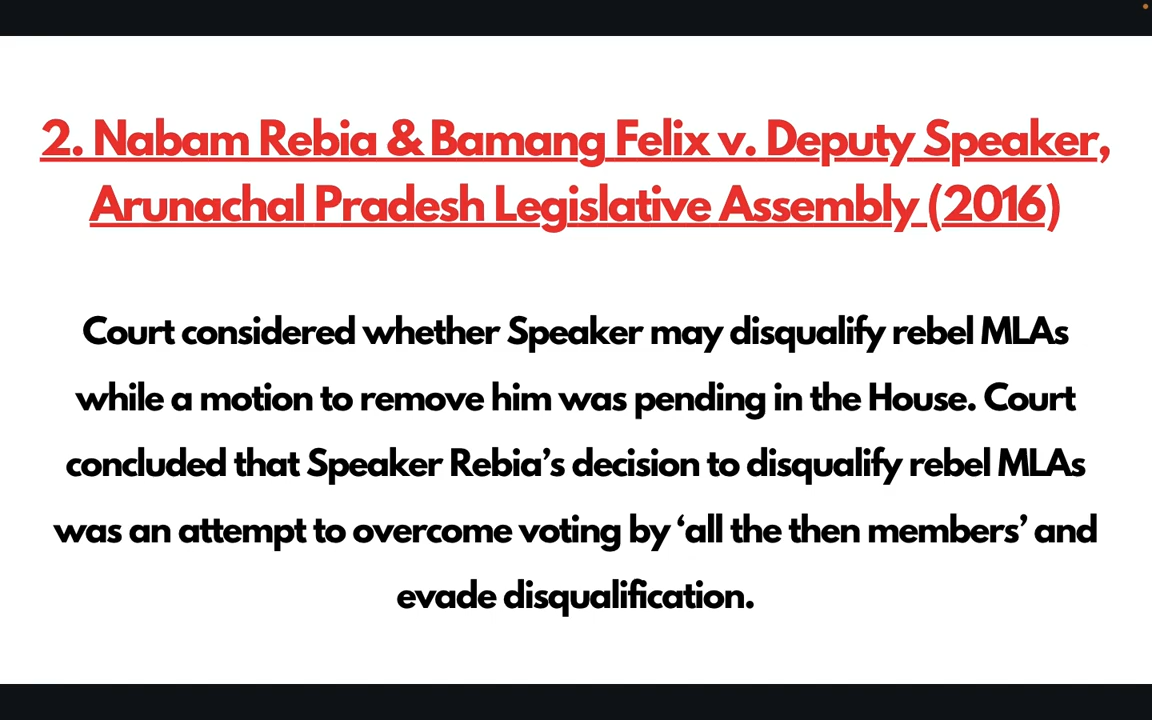 2. Nabam Rebia & Bamang Felix v. Deputy Speaker,
Arunachal Pradesh Legislative Assembly (2016)
Court considered whether Speaker may disqualify rebel MLAs
while a motion to remove him was pending in the House. Court
concluded that Speaker Rebia’s decision to disqualify rebel MLAs
was an attempt to overcome voting by ‘all the then members’ and
evade disqualification.